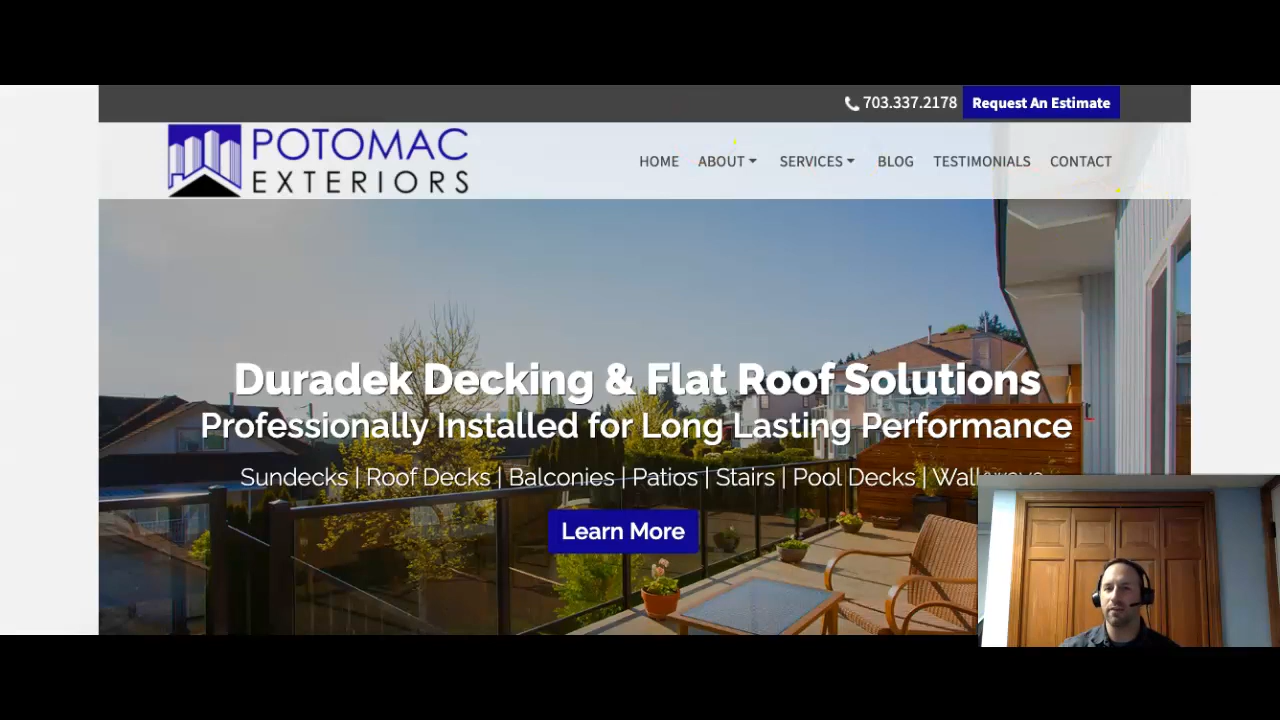 703.337.2178 Request An Estimate
POTOMAC
EXTERIORS
HOME ABOUT SERVICES BLOG TESTIMONIALS CONTACT
Duradek Decking & Flat Roof Solutions
Professionally Installed for Long Lasting Performance
Sundecks | Roof Decks | Balconies | Patios | Stairs | Pool Decks |
Learn More